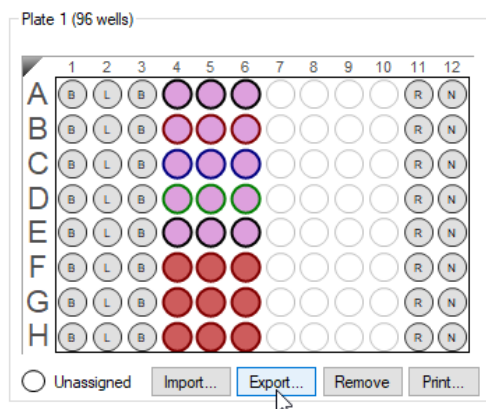 Plate 1 (96 wells)
1 2 3 4 5 6 7 8 9 10 11 12
A B L B R N
B B L B R N
C B L B R N
D B L B R N
E B L B R N
F B L B R N
G B L B R N
H B L B R N
Unassigned Import... Export... Remove Print...